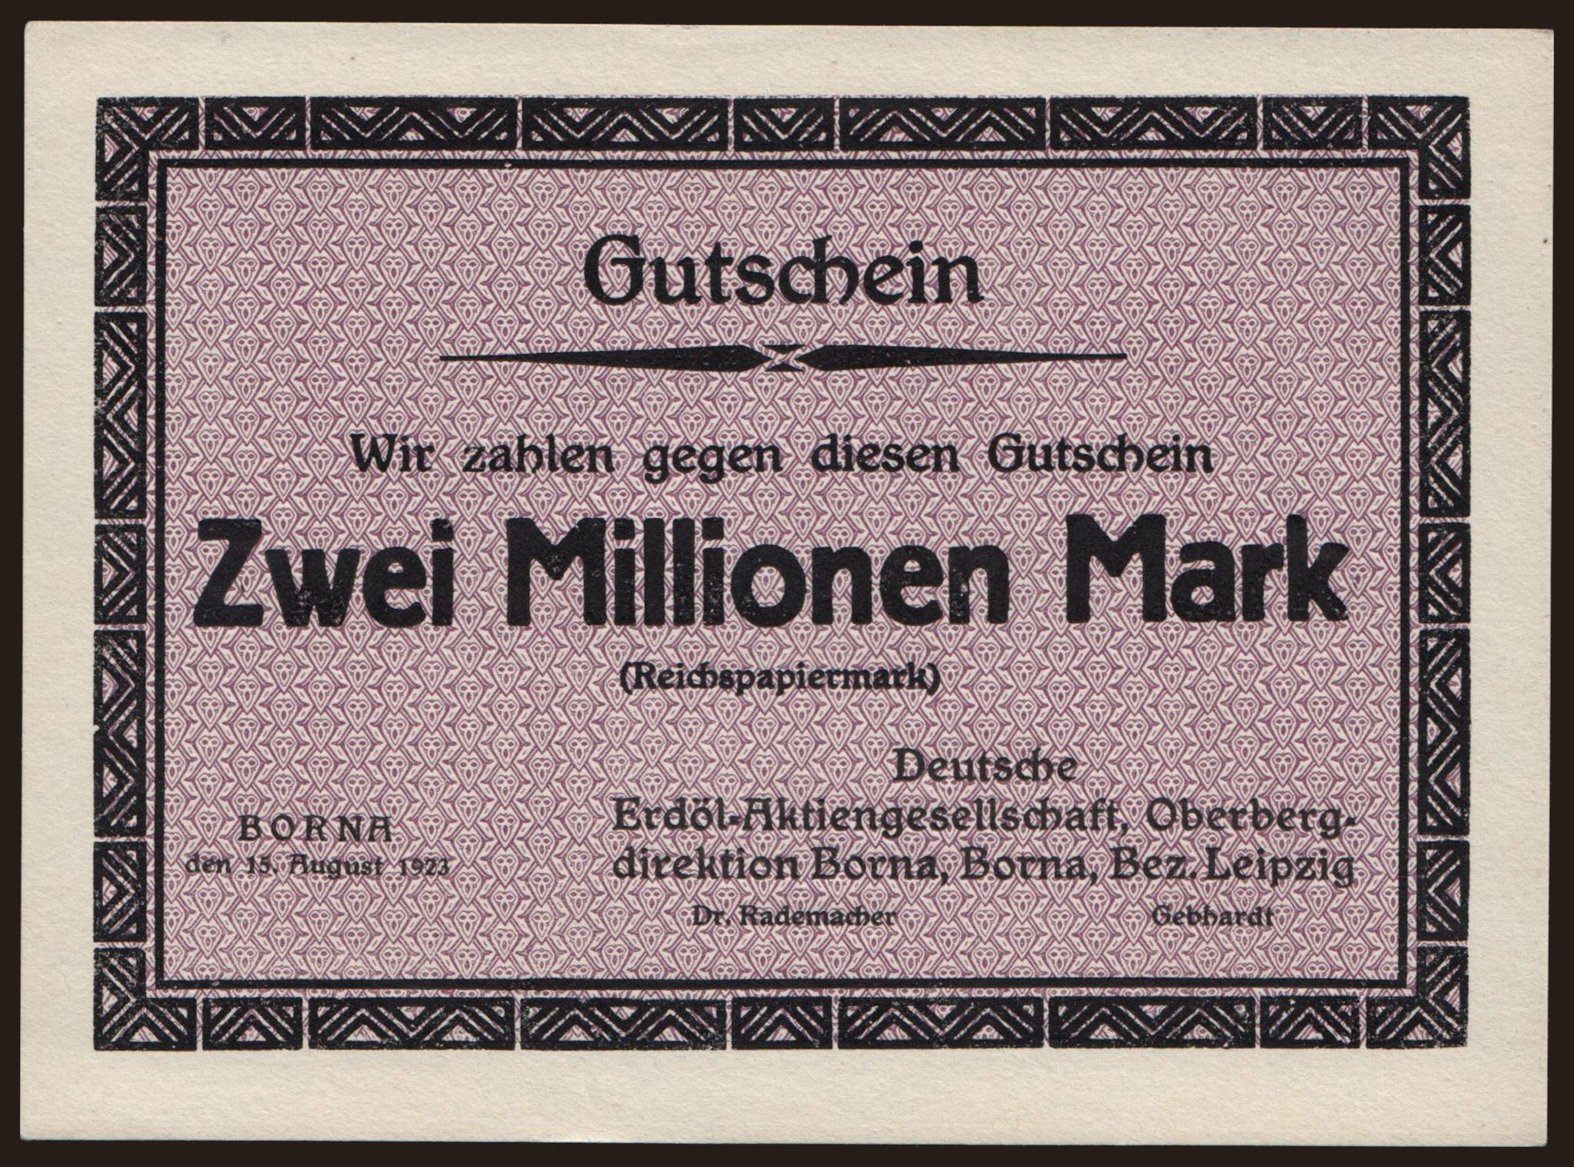 Gutschein
Wir zahlen gegen diesen Gutschein
Zwei Millionen Mark
(Reichspapiermark)
Deutsche
Erdöl-Aktiengesellschaft, Oberberg-
direktion Borna, Borna, Bez. Leipzig
BORNA
den 15. August 1923
Dr. Rademacher Gebhardt